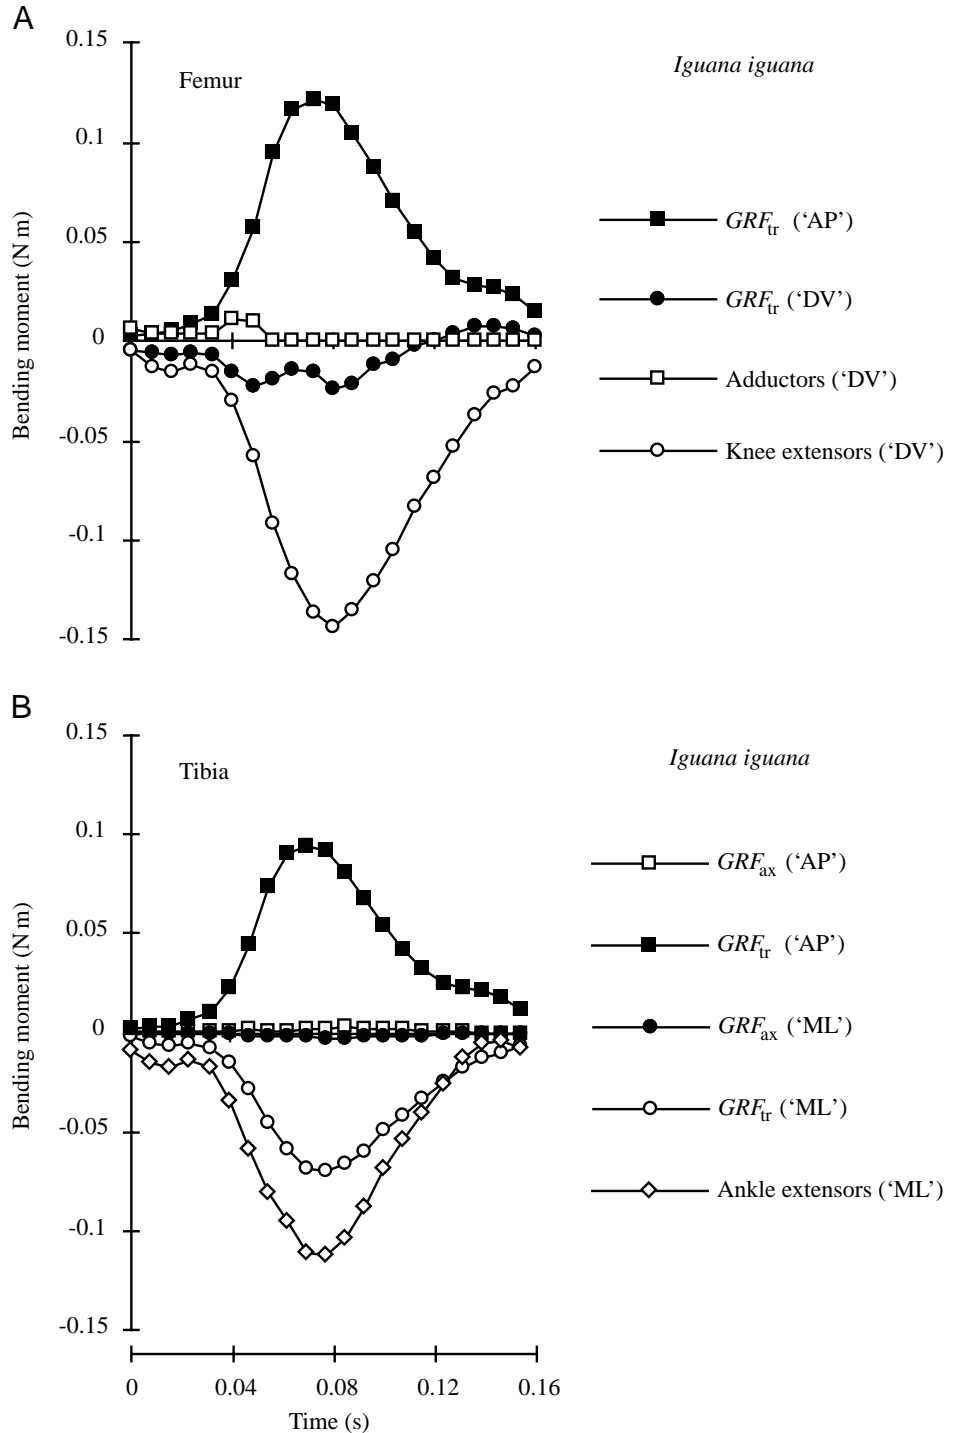 A
0.15
Femur
Iguana iguana
0.1
0.05
0
-0.05
-0.1
-0.15
Bending moment (N m)
GRFtr (‘AP’)
GRFtr (‘DV’)
Adductors (‘DV’)
Knee extensors (‘DV’)
B
0.15
Tibia
Iguana iguana
0.1
0.05
0
-0.05
-0.1
-0.15
Bending moment (N m)
GRFax (‘AP’)
GRFtr (‘AP’)
GRFax (‘ML’)
GRFtr (‘ML’)
Ankle extensors (‘ML’)
0 0.04 0.08 0.12 0.16
Time (s)